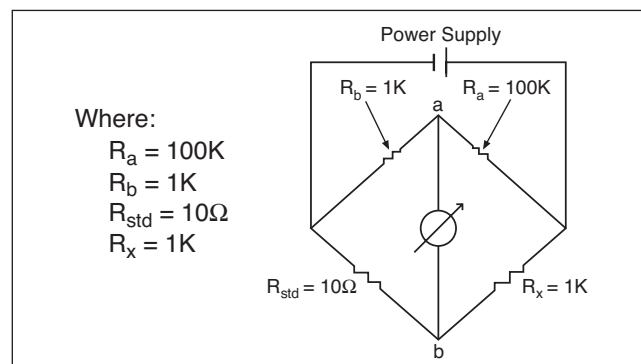 Power Supply
R_b = 1K
R_a = 100K
a
Where:
R_a = 100K
R_b = 1K
R_std = 10Ω
R_x = 1K
R_std = 10Ω
R_x = 1K
b